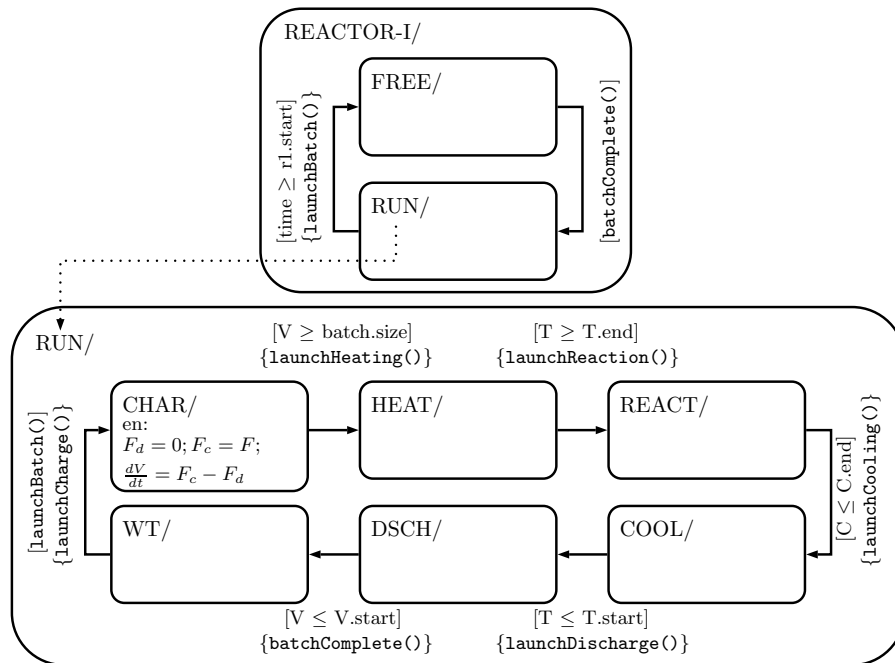 REACTOR-I/
FREE/
[time ≥ r1.start]
{launchBatch()}
[batchComplete()]
RUN/
RUN/
[V ≥ batch.size]
{launchHeating()}
[T ≥ T.end]
{launchReaction()}
CHAR/
en:
F_d = 0; F_c = F;
dV/dt = F_c − F_d
HEAT/
REACT/
[launchBatch()]
{launchCharge()}
[C ≤ C.end]
{launchCooling()}
WT/
DSCH/
COOL/
[V ≤ V.start]
{batchComplete()}
[T ≤ T.start]
{launchDischarge()}